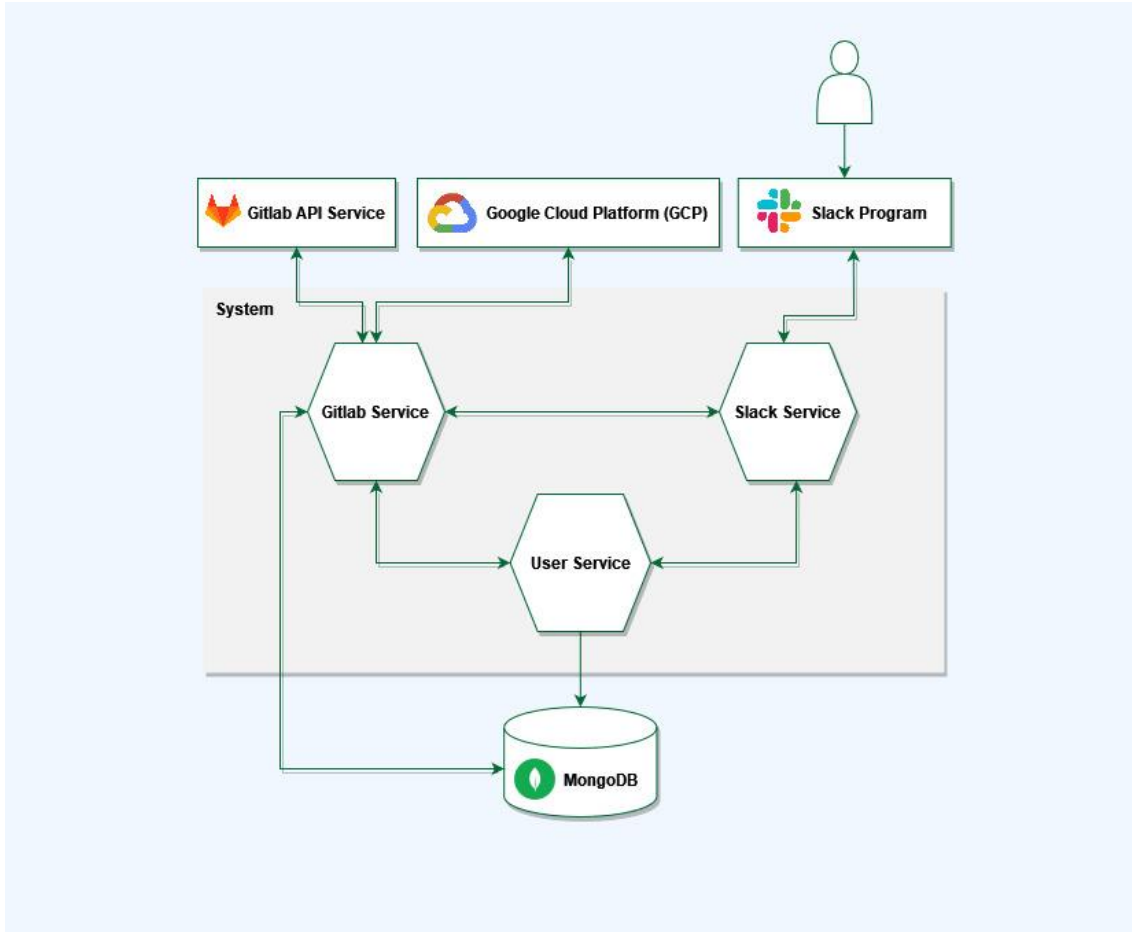 Gitlab API Service
Google Cloud Platform (GCP)
Slack Program
System
Gitlab Service
Slack Service
User Service
MongoDB